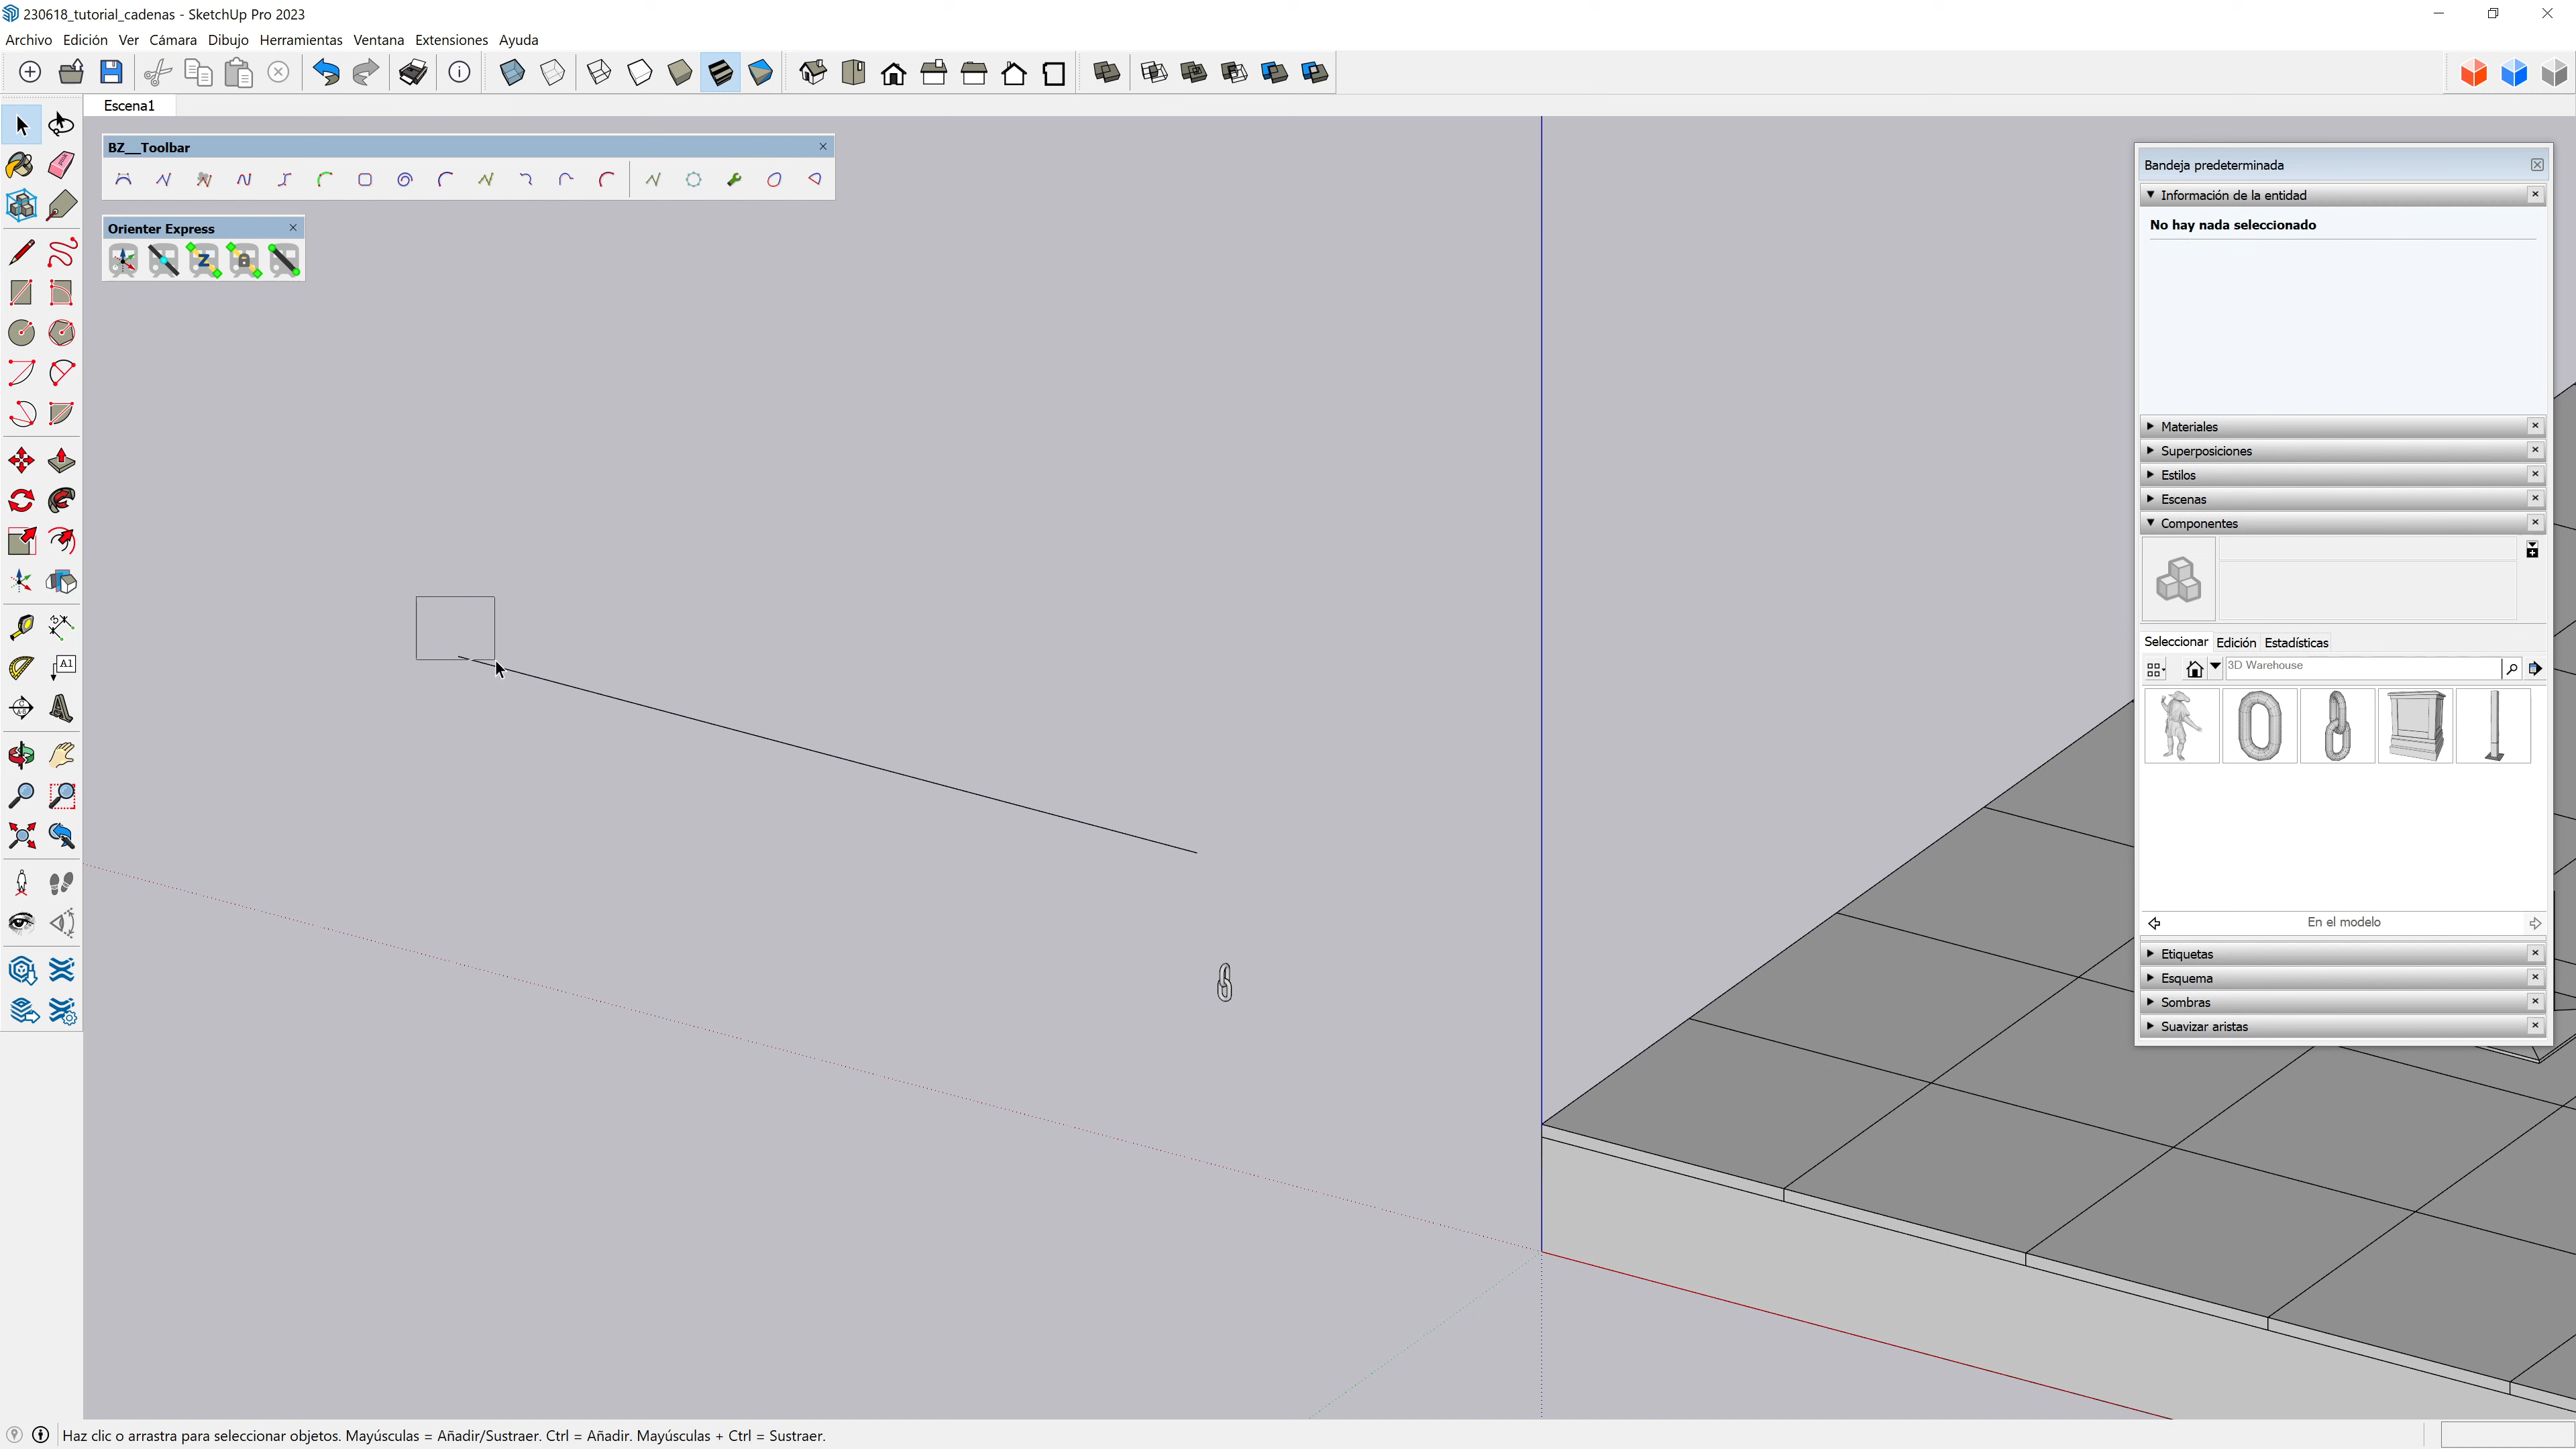 230618_tutorial_cadenas - SketchUp Pro 2023
Archivo Edición Ver Cámara Dibujo Herramientas Ventana Extensiones Ayuda
Escena1
BZ__Toolbar
Orienter Express
Z
Bandeja predeterminada
Información de la entidad
No hay nada seleccionado
Materiales
Superposiciones
Estilos
Escenas
Componentes
Seleccionar Edición Estadísticas
3D Warehouse
En el modelo
Etiquetas
Esquema
Sombras
Suavizar aristas
A1
Haz clic o arrastra para seleccionar objetos. Mayúsculas = Añadir/Sustraer. Ctrl = Añadir. Mayúsculas + Ctrl = Sustraer.